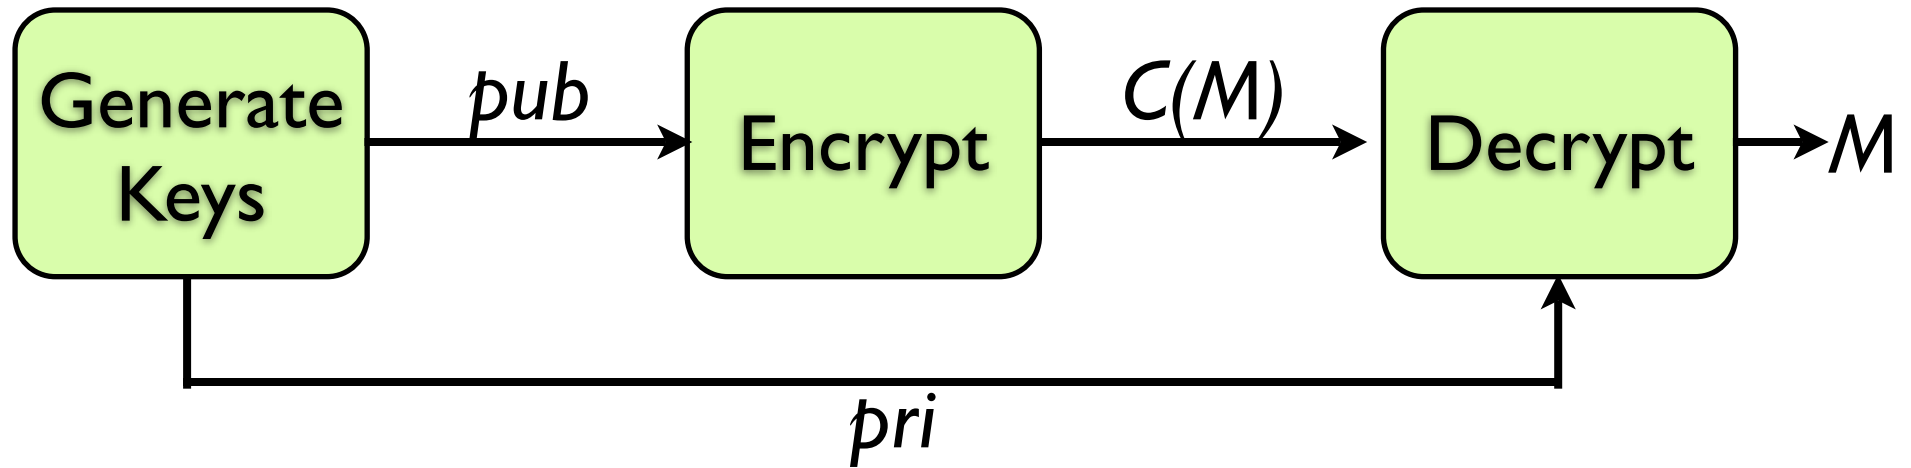 Generate
Keys
pub
Encrypt
C(M)
Decrypt
M
pri